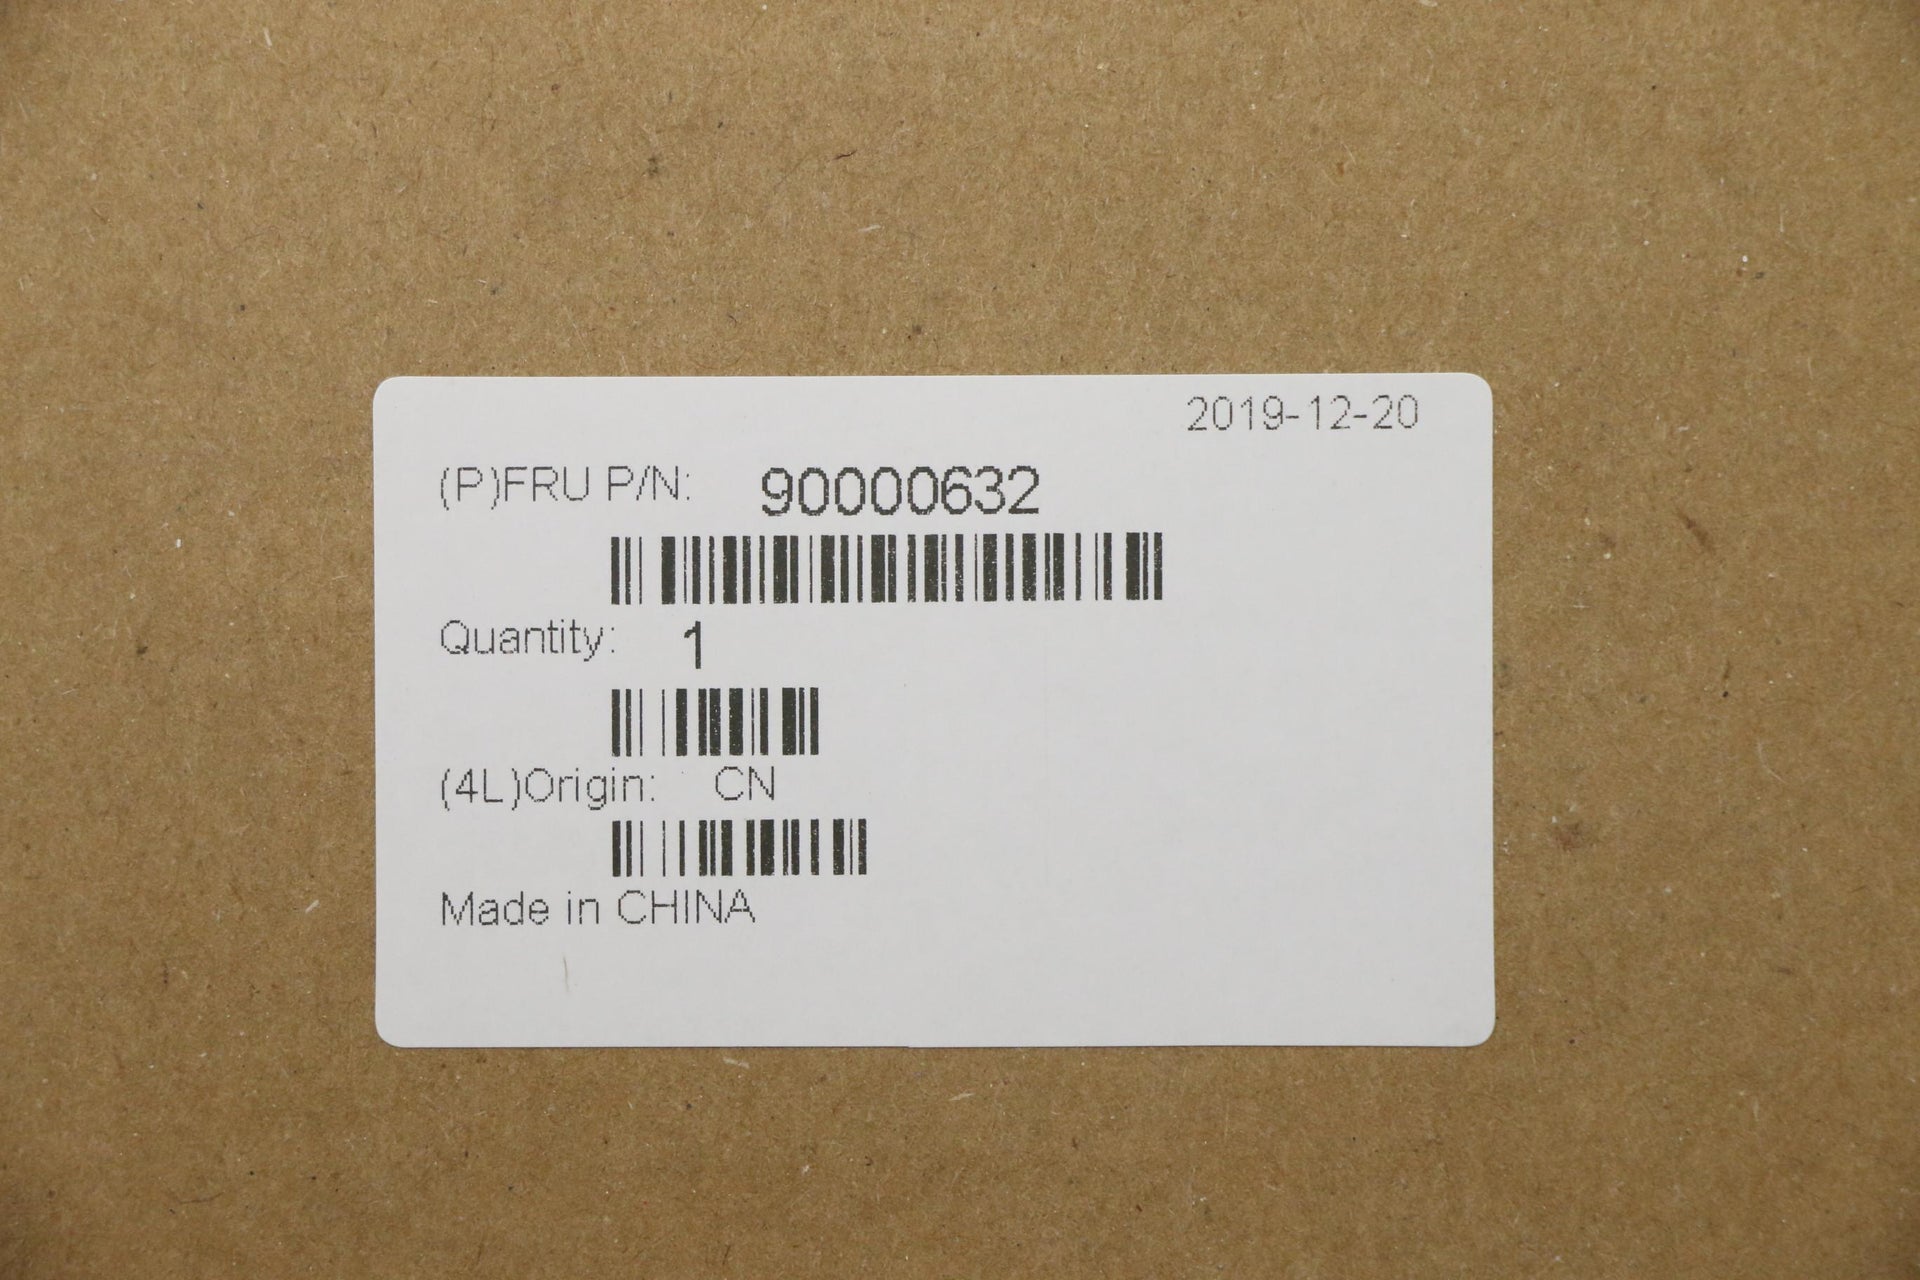 2019-12-20
(P)FRU P/N: 90000632
Quantity: 1
(4L)Origin: CN
Made in CHINA